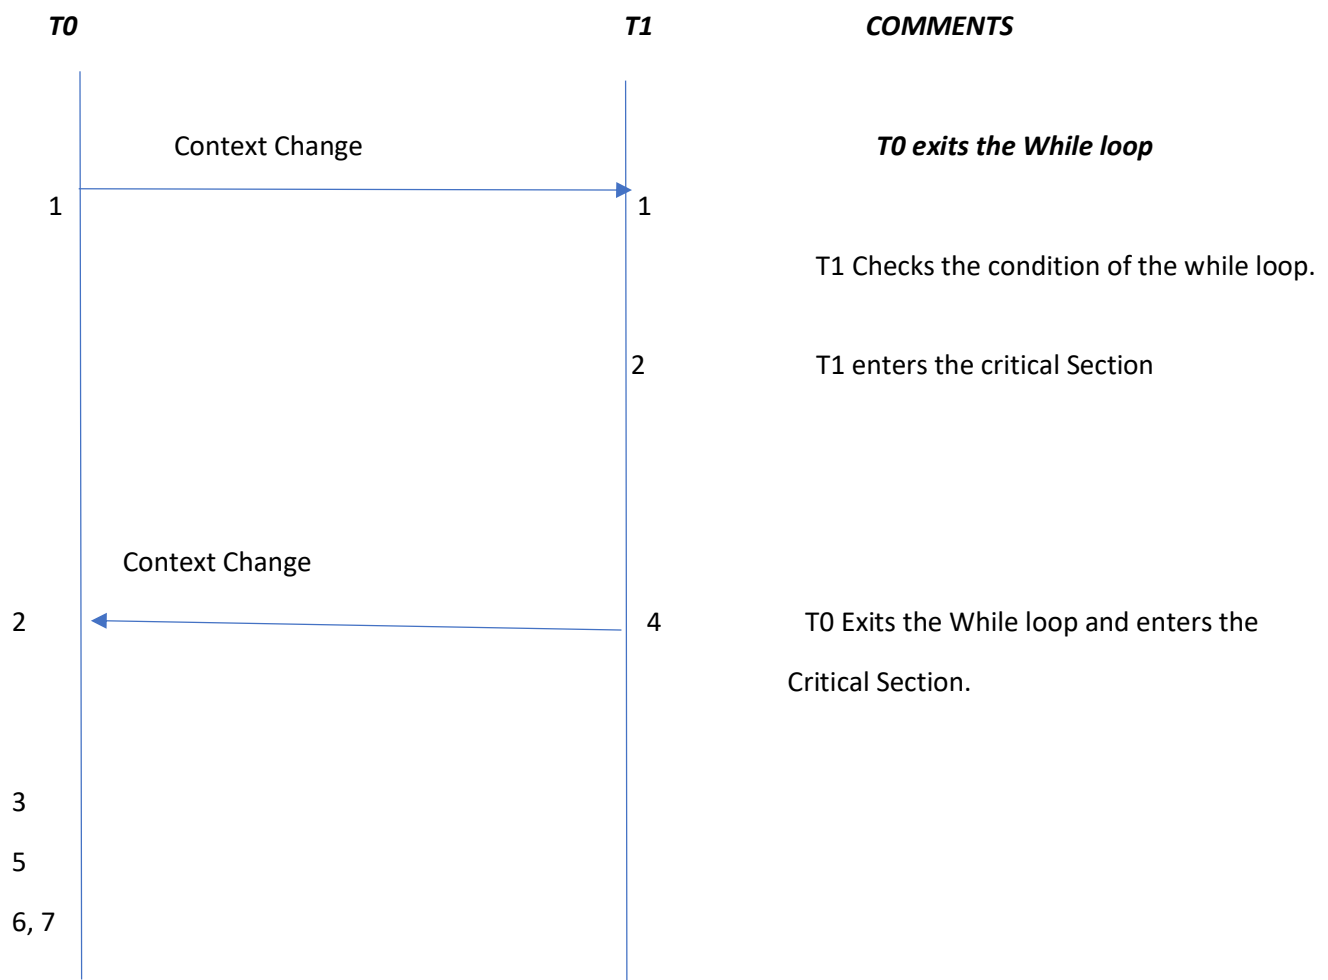 T0 T1 COMMENTS
Context Change T0 exits the While loop
1 1
T1 Checks the condition of the while loop.
2 T1 enters the critical Section
Context Change
2 4 T0 Exits the While loop and enters the
Critical Section.
3
5
6, 7